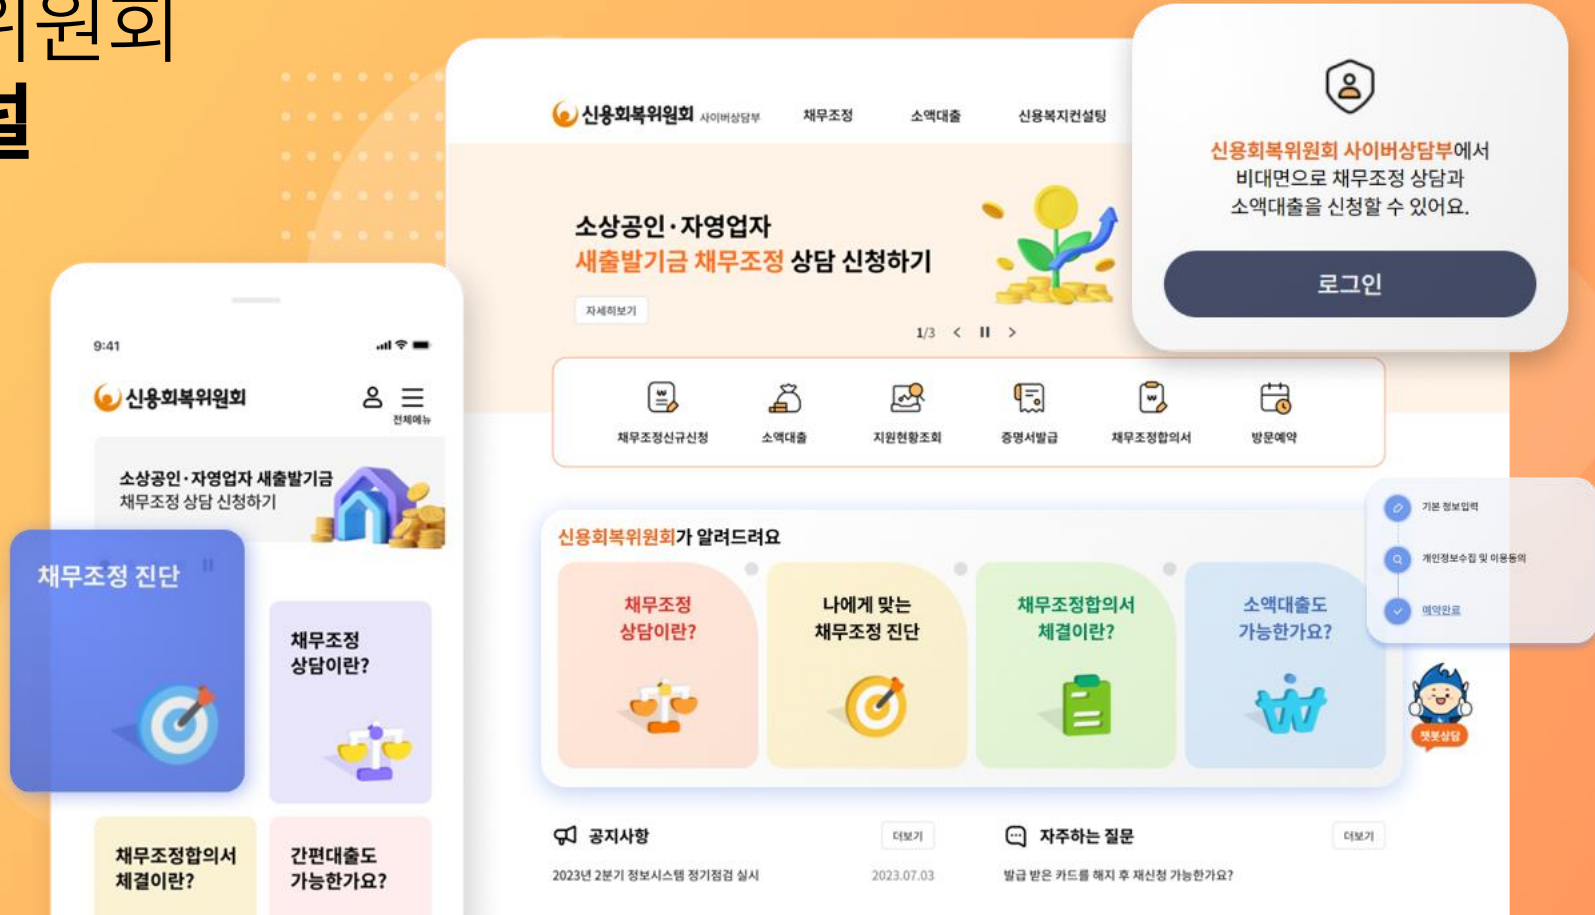 위원회
신용회복위원회 사이버상담부
채무조정
소액대출
신용복지컨설팅
소상공인·자영업자
새출발기금 채무조정 상담 신청하기
자세히보기
1/3
신용회복위원회 사이버상담부에서
비대면으로 채무조정 상담과
소액대출을 신청할 수 있어요.
로그인
채무조정신규신청
소액대출
지원현황조회
증명서발급
채무조정합의서
방문예약
신용회복위원회가 알려드려요
채무조정
상담이란?
나에게 맞는
채무조정 진단
채무조정합의서
체결이란?
소액대출도
가능한가요?
기본 정보입력
개인정보수집 및 이용동의
예약완료
챗봇상담
공지사항
더보기
2023년 2분기 정보시스템 정기점검 실시
2023.07.03
자주하는 질문
더보기
발급 받은 카드를 해지 후 재신청 가능한가요?
9:41
신용회복위원회
전체메뉴
소상공인·자영업자 새출발기금
채무조정 상담 신청하기
채무조정 진단
채무조정
상담이란?
채무조정합의서
체결이란?
간편대출도
가능한가요?